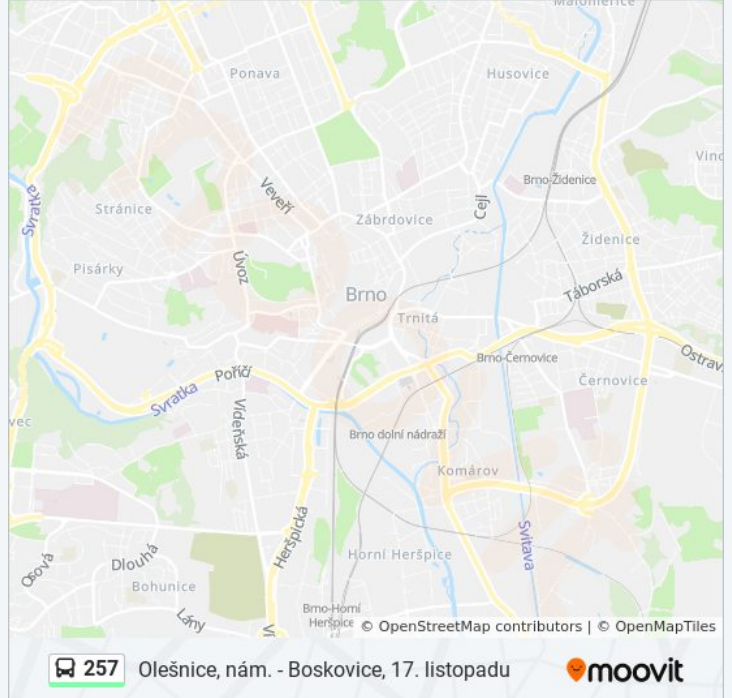 Maloměřice
Ponava
Husovice
Vinc
Brno-Židenice
Veveří
Cejl
Svratka
Stránice
Zábrdovice
Židenice
Úvoz
Pisárky
Táborská
Brno
Trnitá
Ostrav
Brno-Černovice
Poříčí
Černovice
Svratka
vec
Vídeňská
Brno dolní nádraží
Komárov
Heršpická
Svitava
Horní Heršpice
Osová
Dlouhá
Bohunice
Lány
Brno-Horní
Heršpice
Ví
© OpenStreetMap contributors | © OpenMapTiles
257 Olešnice, nám. - Boskovice, 17. listopadu moovit